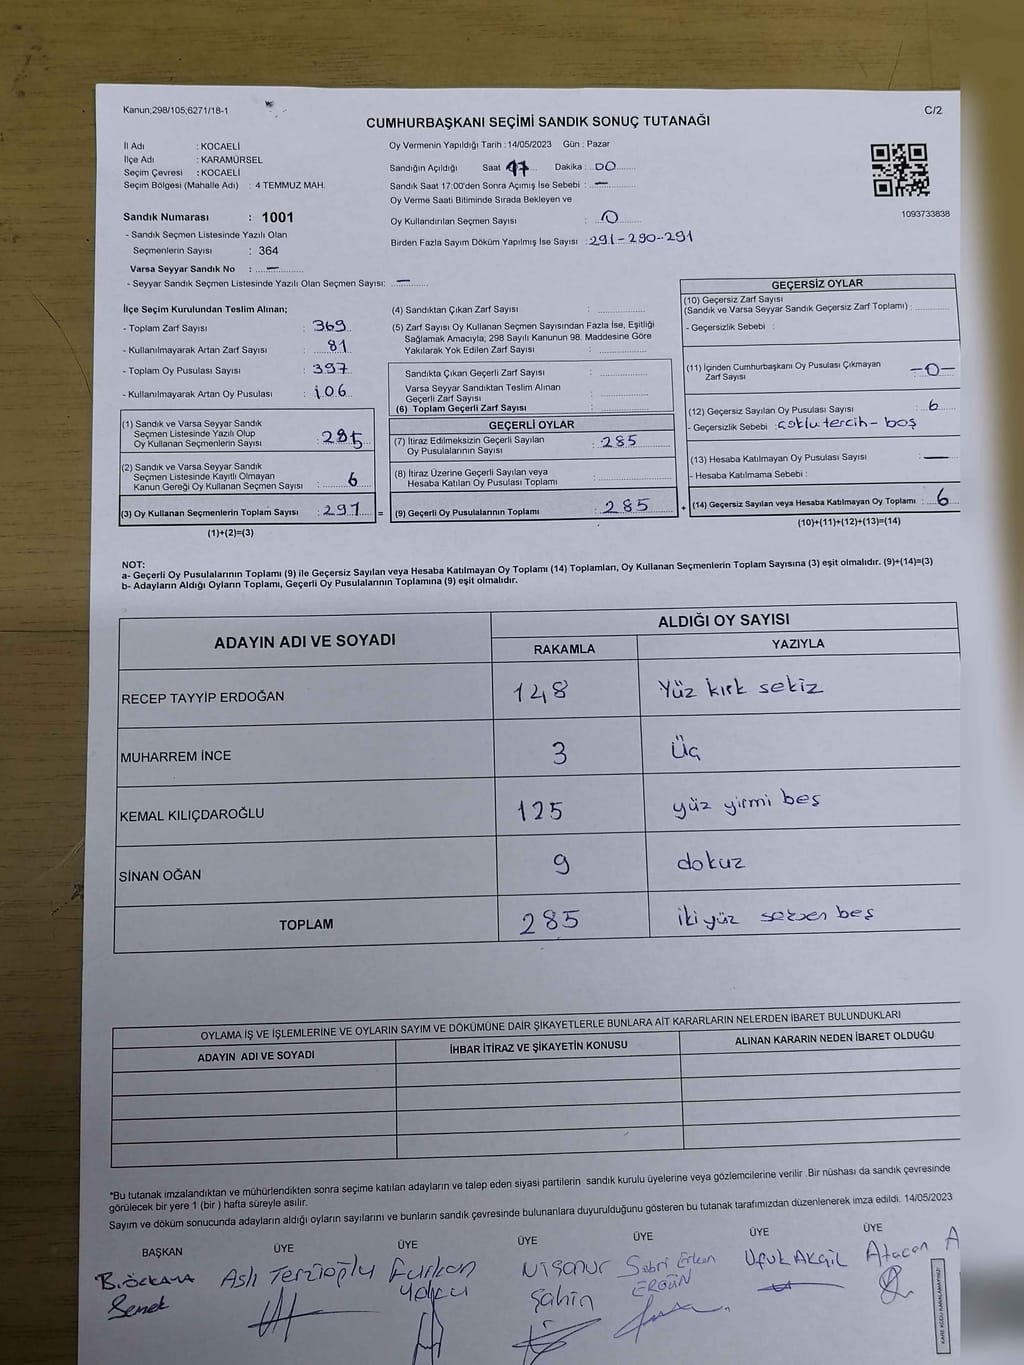 Kanun;298/105;6271/18-1
C/2
CUMHURBAŞKANI SEÇİMİ SANDIK SONUÇ TUTANAĞI
İl Adı : KOCAELİ
İlçe Adı : KARAMÜRSEL
Seçim Çevresi : KOCAELİ
Seçim Bölgesi (Mahalle Adı) : 4 TEMMUZ MAH.
Sandık Numarası : 1001
- Sandık Seçmen Listesinde Yazılı Olan
Seçmenlerin Sayısı : 364
Varsa Seyyar Sandık No : —
- Seyyar Sandık Seçmen Listesinde Yazılı Olan Seçmen Sayısı: —
Oy Vermenin Yapıldığı Tarih : 14/05/2023 Gün : Pazar
Sandığın Açıldığı Saat 17 Dakika : 00
Sandık Saat 17:00'den Sonra Açımış İse Sebebi : —
Oy Verme Saati Bitiminde Sırada Bekleyen ve
Oy Kullandırılan Seçmen Sayısı : 0
Birden Fazla Sayım Döküm Yapılmış İse Sayısı : 291-290-291
1093733838
İlçe Seçim Kurulundan Teslim Alınan;
- Toplam Zarf Sayısı : 369
- Kullanılmayarak Artan Zarf Sayısı : 81
- Toplam Oy Pusulası Sayısı : 397
- Kullanılmayarak Artan Oy Pusulası : 106
(1) Sandık ve Varsa Seyyar Sandık
Seçmen Listesinde Yazılı Olup
Oy Kullanan Seçmenlerin Sayısı : 285
(2) Sandık ve Varsa Seyyar Sandık
Seçmen Listesinde Kayıtlı Olmayan
Kanun Gereği Oy Kullanan Seçmen Sayısı : 6
(3) Oy Kullanan Seçmenlerin Toplam Sayısı : 291 =
(1)+(2)=(3)
(4) Sandıktan Çıkan Zarf Sayısı :
(5) Zarf Sayısı Oy Kullanan Seçmen Sayısından Fazla İse, Eşitliği
Sağlamak Amacıyla; 298 Sayılı Kanunun 98. Maddesine Göre
Yakılarak Yok Edilen Zarf Sayısı :
Sandıkta Çıkan Geçerli Zarf Sayısı :
Varsa Seyyar Sandıktan Teslim Alınan
Geçerli Zarf Sayısı :
(6) Toplam Geçerli Zarf Sayısı :
GEÇERLİ OYLAR
(7) İtiraz Edilmeksizin Geçerli Sayılan
Oy Pusulalarının Sayısı : 285
(8) İtiraz Üzerine Geçerli Sayılan veya
Hesaba Katılan Oy Pusulası Toplamı :
(9) Geçerli Oy Pusulalarının Toplamı : 285 +
GEÇERSİZ OYLAR
(10) Geçersiz Zarf Sayısı
(Sandık ve Varsa Seyyar Sandık Geçersiz Zarf Toplamı) :
- Geçersizlik Sebebi :
(11) İçinden Cumhurbaşkanı Oy Pusulası Çıkmayan
Zarf Sayısı -0-
(12) Geçersiz Sayılan Oy Pusulası Sayısı : 6
- Geçersizlik Sebebi : çoklu tercih - boş
(13) Hesaba Katılmayan Oy Pusulası Sayısı : —
- Hesaba Katılmama Sebebi :
(14) Geçersiz Sayılan veya Hesaba Katılmayan Oy Toplamı : 6
(10)+(11)+(12)+(13)=(14)
NOT:
a- Geçerli Oy Pusulalarının Toplamı (9) ile Geçersiz Sayılan veya Hesaba Katılmayan Oy Toplamı (14) Toplamları, Oy Kullanan Seçmenlerin Toplam Sayısına (3) eşit olmalıdır. (9)+(14)=(3)
b- Adayların Aldığı Oyların Toplamı, Geçerli Oy Pusulalarının Toplamına (9) eşit olmalıdır.
ADAYIN ADI VE SOYADI
ALDIĞI OY SAYISI
RAKAMLA
YAZIYLA
RECEP TAYYİP ERDOĞAN 148 Yüz kırk sekiz
MUHARREM İNCE 3 Üç
KEMAL KILIÇDAROĞLU 125 yüz yirmi beş
SİNAN OĞAN 9 dokuz
TOPLAM 285 iki yüz seksen beş
OYLAMA İŞ VE İŞLEMLERİNE VE OYLARIN SAYIM VE DÖKÜMÜNE DAİR ŞİKAYETLERLE BUNLARA AİT KARARLARIN NELERDEN İBARET BULUNDUKLARI
ADAYIN ADI VE SOYADI
İHBAR İTİRAZ VE ŞİKAYETİN KONUSU
ALINAN KARARIN NEDEN İBARET OLDUĞU
*Bu tutanak imzalandıktan ve mühürlendikten sonra seçime katılan adayların ve talep eden siyasi partilerin sandık kurulu üyelerine veya gözlemcilerine verilir .Bir nüshası da sandık çevresinde
görülecek bir yere 1 (bir ) hafta süreyle asılır.
Sayım ve döküm sonucunda adayların aldığı oyların sayılarını ve bunların sandık çevresinde bulunanlara duyurulduğunu gösteren bu tutanak tarafımızdan düzenlenerek imza edildi. 14/05/2023
BAŞKAN ÜYE ÜYE ÜYE ÜYE ÜYE ÜYE
Aslı Terzioğlu
Furkan
Yolcu
Nisanur
Şahin
Sabri Erkan
ERGÜN
Ufuk AKGİL
Atacan A